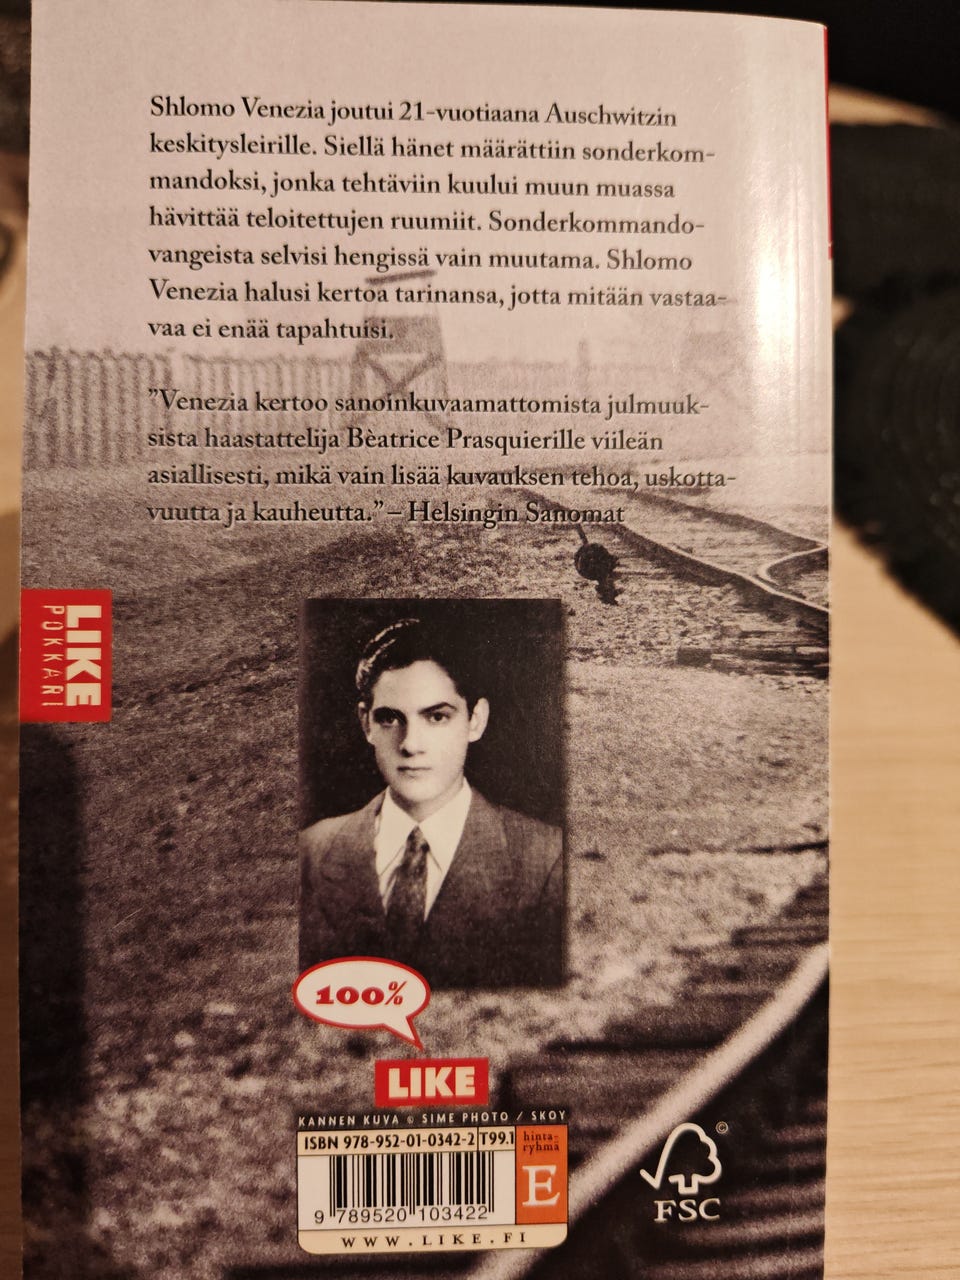 Shlomo Venezia joutui 21-vuotiaana Auschwitzin
keskitysleirille. Siellä hänet määrättiin sonderkom-
mandoksi, jonka tehtäviin kuului muun muassa
hävittää teloitettujen ruumiit. Sonderkommando-
vangeista selvisi hengissä vain muutama. Shlomo
Venezia halusi kertoa tarinansa, jotta mitään vastaa-
vaa ei enää tapahtuisi.
”Venezia kertoo sanoinkuvaamattomista julmuuk-
sista haastattelija Bèatrice Prasquierille viileän
asiallisesti, mikä vain lisää kuvauksen tehoa, uskotta-
vuutta ja kauheutta.” – Helsingin Sanomat
LIKE
POKKARI
100%
LIKE
KANNEN KUVA © SIME PHOTO / SKOY
ISBN 978-952-01-0342-2 T99.1
hinta-
ryhmä
E
9 789520 103422
WWW.LIKE.FI
©
FSC